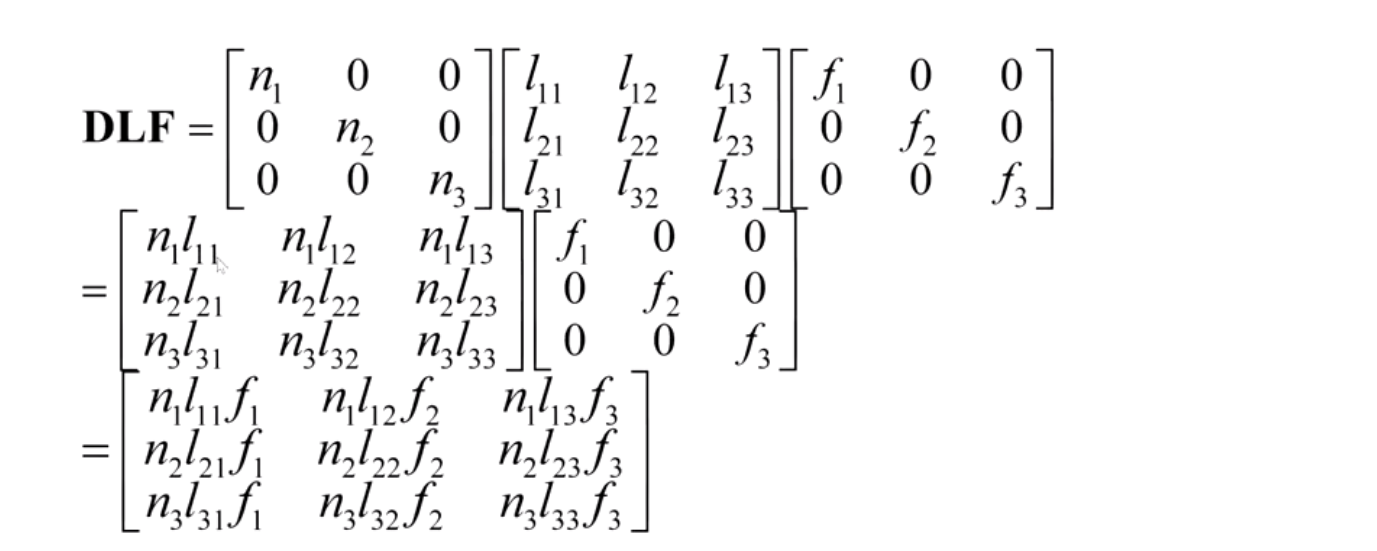 DLF = [n₁ 0 0; 0 n₂ 0; 0 0 n₃] [l₁₁ l₁₂ l₁₃; l₂₁ l₂₂ l₂₃; l₃₁ l₃₂ l₃₃] [f₁ 0 0; 0 f₂ 0; 0 0 f₃]
= [n₁l₁₁ n₁l₁₂ n₁l₁₃; n₂l₂₁ n₂l₂₂ n₂l₂₃; n₃l₃₁ n₃l₃₂ n₃l₃₃] [f₁ 0 0; 0 f₂ 0; 0 0 f₃]
= [n₁l₁₁f₁ n₁l₁₂f₂ n₁l₁₃f₃; n₂l₂₁f₁ n₂l₂₂f₂ n₂l₂₃f₃; n₃l₃₁f₁ n₃l₃₂f₂ n₃l₃₃f₃]